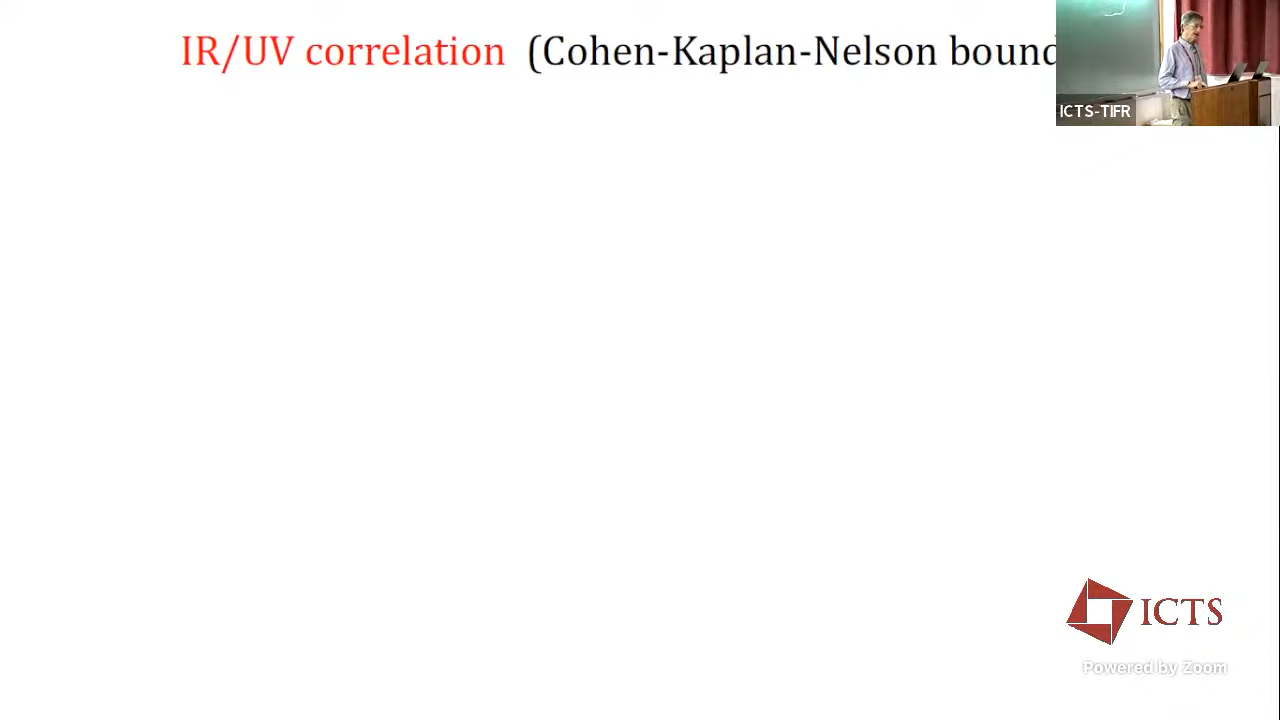 IR/UV correlation (Cohen-Kaplan-Nelson bound
ICTS-TIFR
ICTS
Powered by Zoom